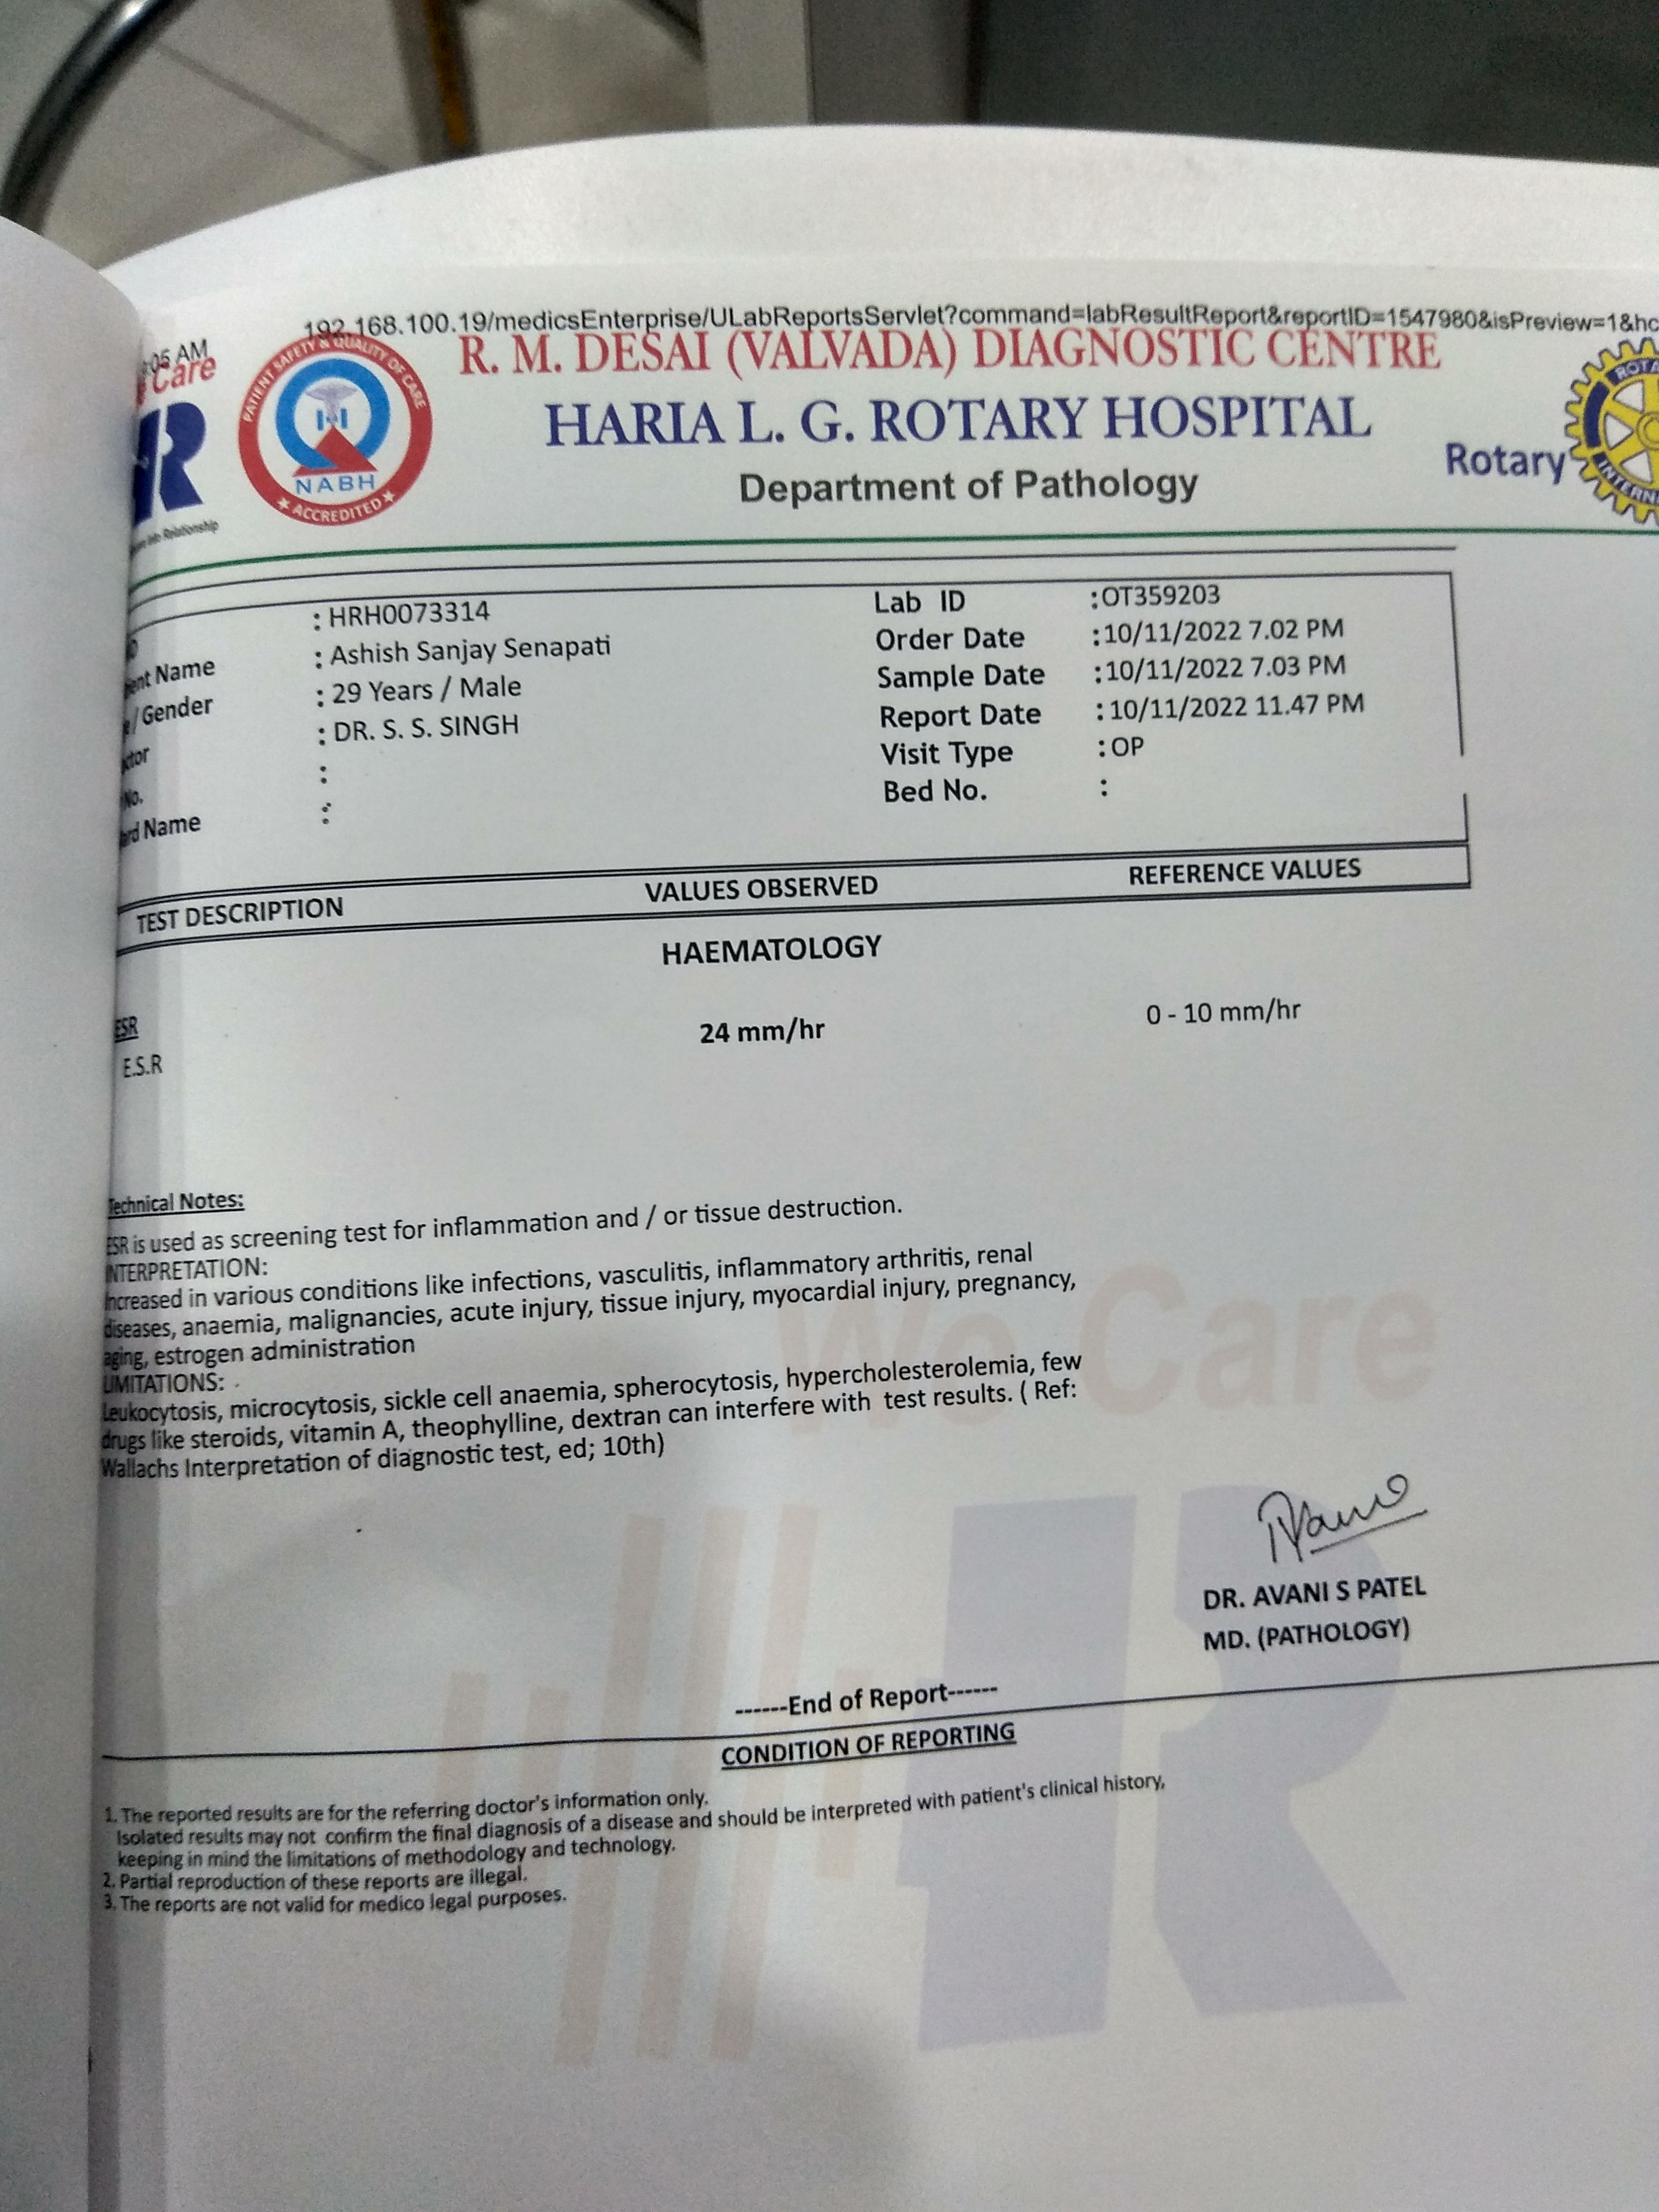 192.168.100.19/medicsEnterprise/ULabReportsServlet?command=labResultReport&reportID=1547980&isPreview=1&hc
:05 AM
Care
R. M. DESAI (VALVADA) DIAGNOSTIC CENTRE
PATIENT SAFETY & QUALITY OF CARE
NABH
ACCREDITED
HARIA L. G. ROTARY HOSPITAL
Rotary
Department of Pathology
Relationship
: HRH0073314
Lab ID :OT359203
Name : Ashish Sanjay Senapati
Order Date :10/11/2022 7.02 PM
/ Gender : 29 Years / Male
Sample Date :10/11/2022 7.03 PM
: DR. S. S. SINGH
Report Date :10/11/2022 11.47 PM
No. :
Visit Type :OP
Name :
Bed No. :
TEST DESCRIPTION VALUES OBSERVED REFERENCE VALUES
HAEMATOLOGY
ESR
E.S.R 24 mm/hr 0 - 10 mm/hr
Technical Notes:
ESR is used as screening test for inflammation and / or tissue destruction.
INTERPRETATION:
Increased in various conditions like infections, vasculitis, inflammatory arthritis, renal
diseases, anaemia, malignancies, acute injury, tissue injury, myocardial injury, pregnancy,
aging, estrogen administration
LIMITATIONS:
Leukocytosis, microcytosis, sickle cell anaemia, spherocytosis, hypercholesterolemia, few
drugs like steroids, vitamin A, theophylline, dextran can interfere with test results. ( Ref:
Wallachs Interpretation of diagnostic test, ed; 10th)
We Care
DR. AVANI S PATEL
MD. (PATHOLOGY)
------End of Report------
CONDITION OF REPORTING
1. The reported results are for the referring doctor's information only.
Isolated results may not confirm the final diagnosis of a disease and should be interpreted with patient's clinical history,
keeping in mind the limitations of methodology and technology.
2. Partial reproduction of these reports are illegal.
3. The reports are not valid for medico legal purposes.